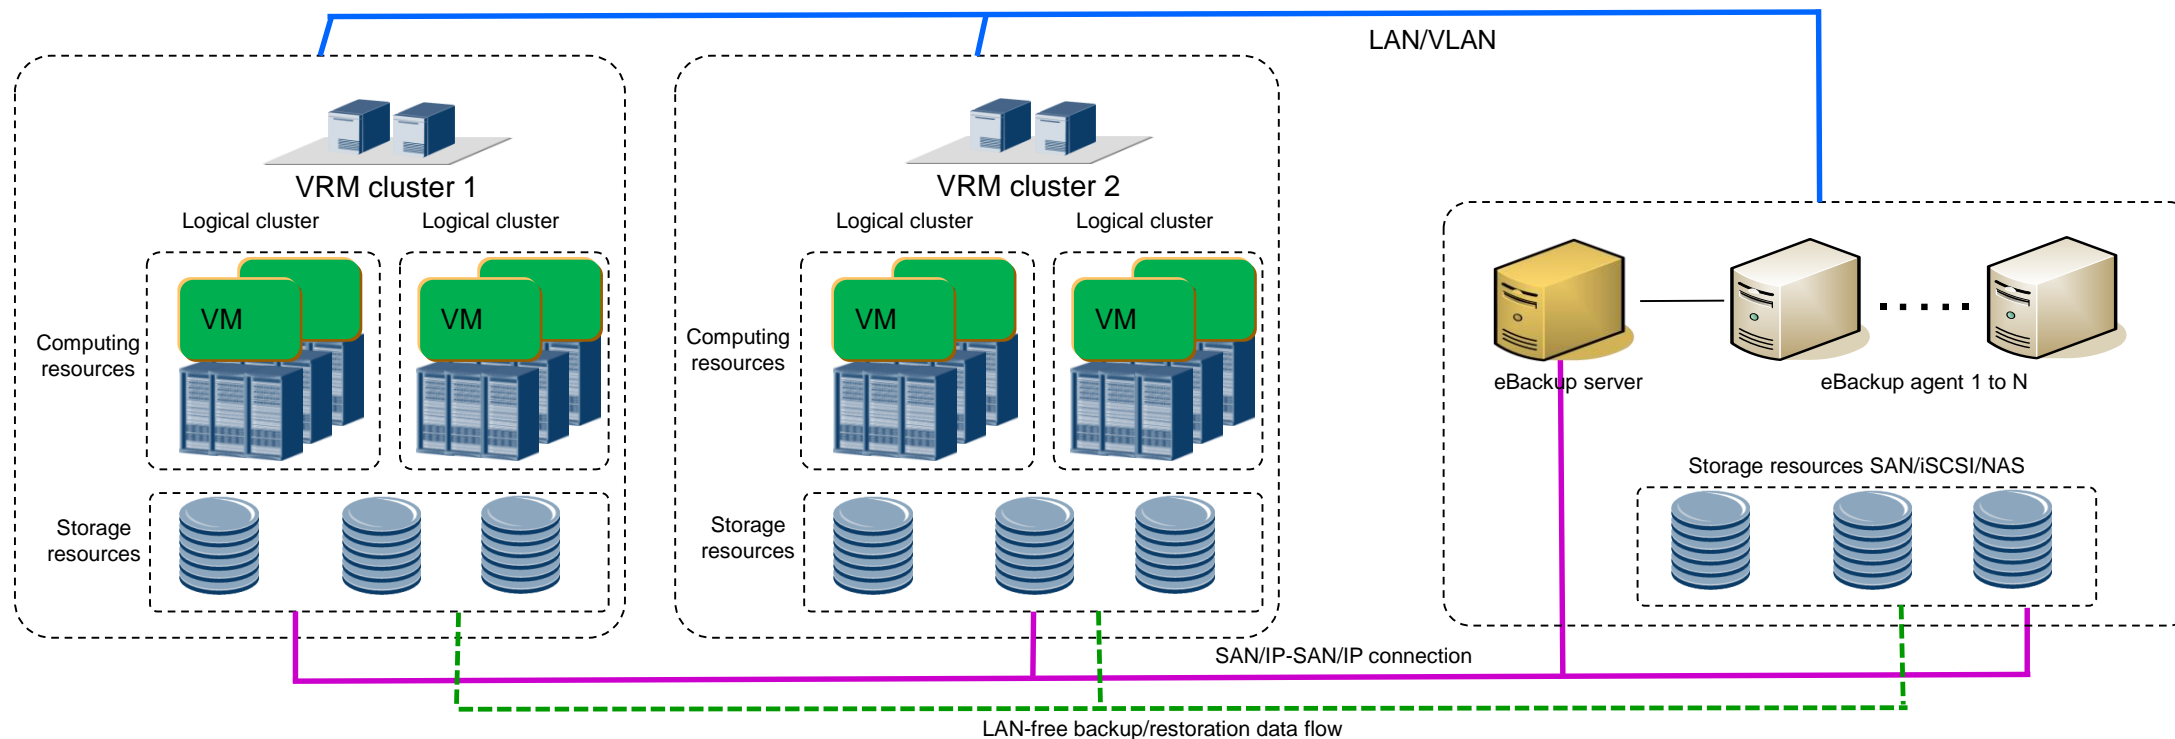 LAN/VLAN
VRM cluster 1
Logical cluster
Logical cluster
VM
VM
Computing
resources
Storage
resources
VRM cluster 2
Logical cluster
Logical cluster
VM
VM
Computing
resources
Storage
resources
eBackup server
eBackup agent 1 to N
Storage resources SAN/iSCSI/NAS
SAN/IP-SAN/IP connection
LAN-free backup/restoration data flow